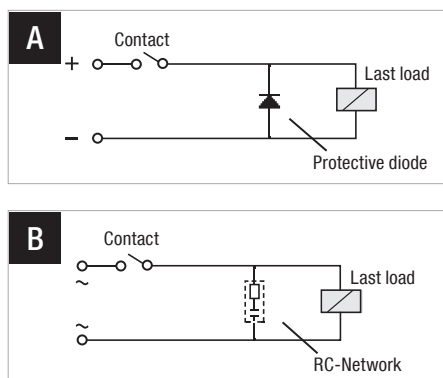 A
Contact
+
Last load
–
Protective diode
B
Contact
~
Last load
~
RC-Network